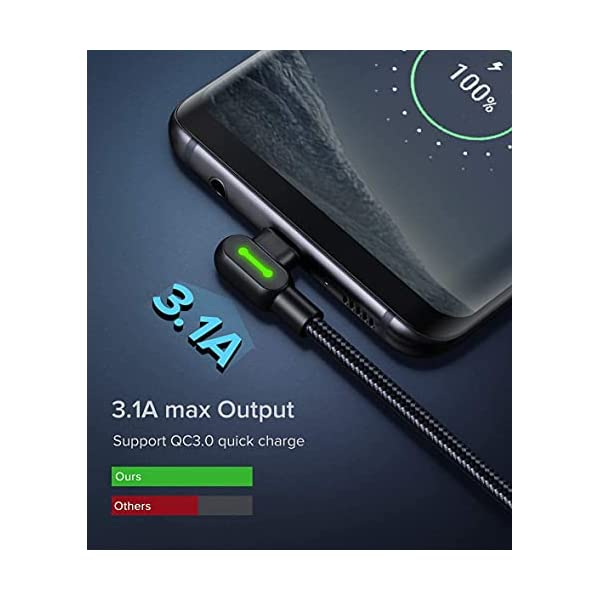 100%
3.1A
3.1A max Output
Support QC3.0 quick charge
Ours
Others